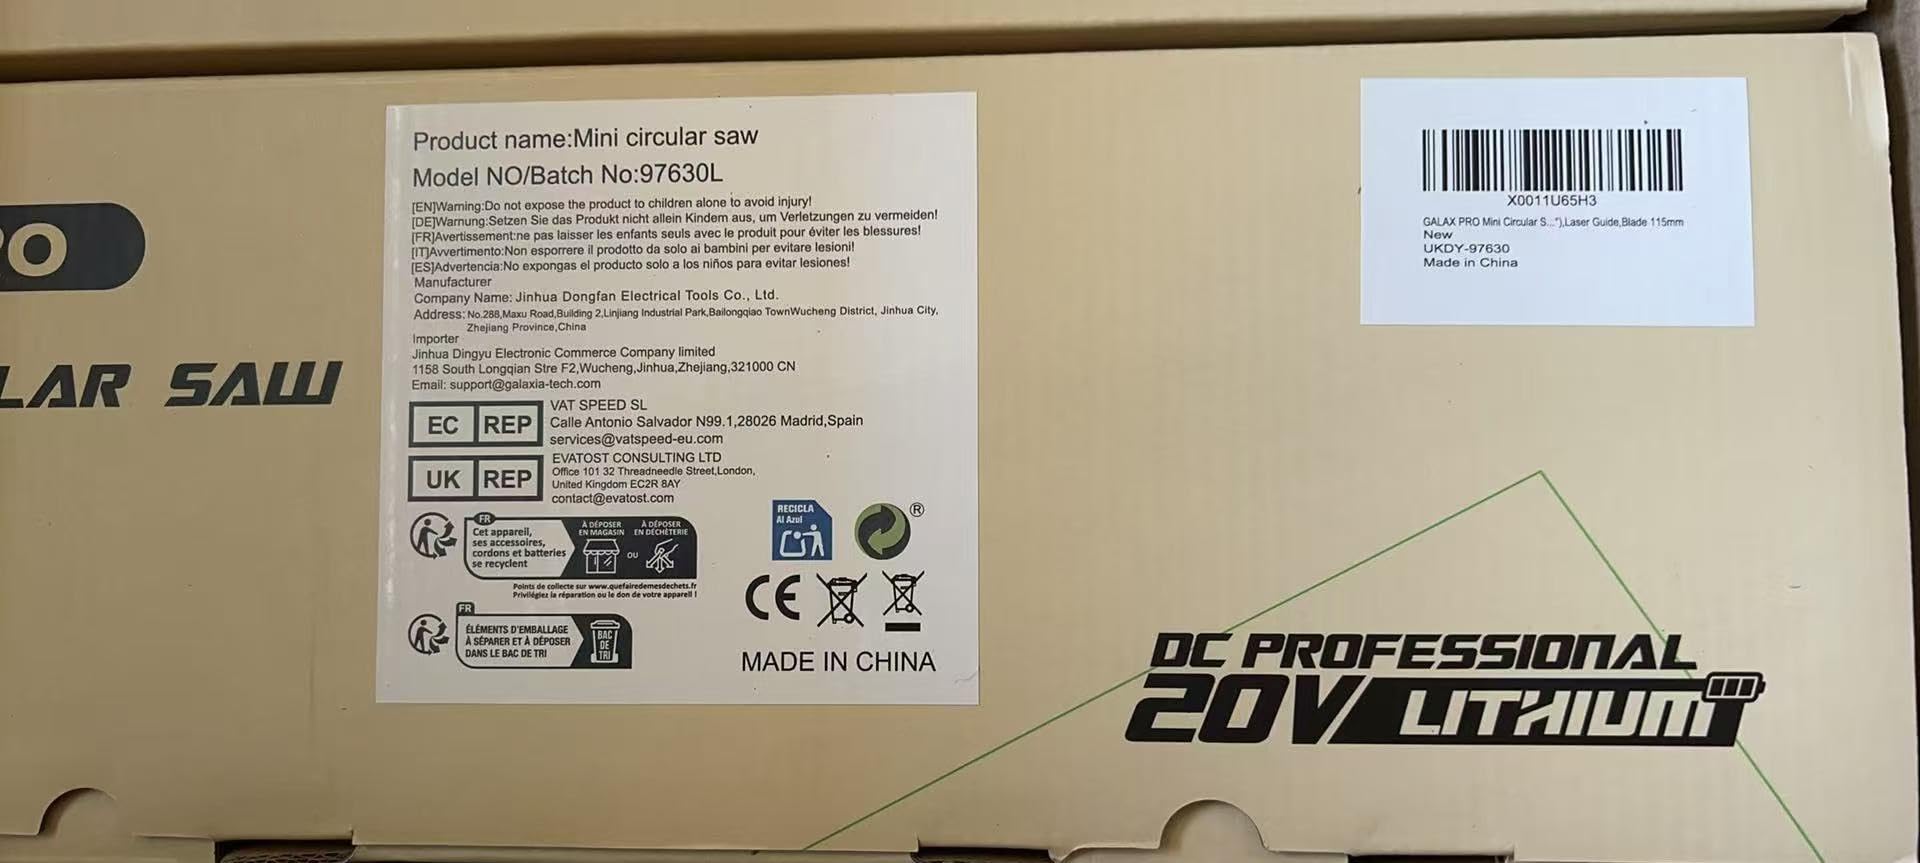 RO
LAR SAW
Product name:Mini circular saw
Model NO/Batch No:97630L
[EN]Warning:Do not expose the product to children alone to avoid injury!
[DE]Warnung:Setzen Sie das Produkt nicht allein Kindem aus, um Verletzungen zu vermeiden!
[FR]Avertissement:ne pas laisser les enfants seuls avec le produit pour éviter les blessures!
[IT]Avvertimento:Non esporrere il prodotto da solo ai bambini per evitare lesioni!
[ES]Advertencia:No expongas el producto solo a los niños para evitar lesiones!
Manufacturer
Company Name: Jinhua Dongfan Electrical Tools Co., Ltd.
Address: No.288,Maxu Road,Building 2,Linjiang Industrial Park,Bailongqiao TownWucheng District, Jinhua City,
Zhejiang Province,China
Importer
Jinhua Dingyu Electronic Commerce Company limited
1158 South Longqian Stre F2,Wucheng,Jinhua,Zhejiang,321000 CN
Email: support@galaxia-tech.com
EC REP
VAT SPEED SL
Calle Antonio Salvador N99.1,28026 Madrid,Spain
services@vatspeed-eu.com
UK REP
EVATOST CONSULTING LTD
Office 101 32 Threadneedle Street,London,
United Kingdom EC2R 8AY
contact@evatost.com
FR
Cet appareil,
ses accessoires,
cordons et batteries
se recyclent
À DÉPOSER
EN MAGASIN
OU
À DÉPOSER
EN DÉCHÈTERIE
Points de collecte sur www.quefairedemesdechets.fr
Privilégiez la réparation ou le don de votre appareil !
FR
ÉLÉMENTS D'EMBALLAGE
À SÉPARER ET À DÉPOSER
DANS LE BAC DE TRI
BAC
DE
TRI
RECICLA
Al Azul
®
CE
MADE IN CHINA
X0011U65H3
GALAX PRO Mini Circular S..."),Laser Guide,Blade 115mm
New
UKDY-97630
Made in China
DC PROFESSIONAL
20V LITHIUM